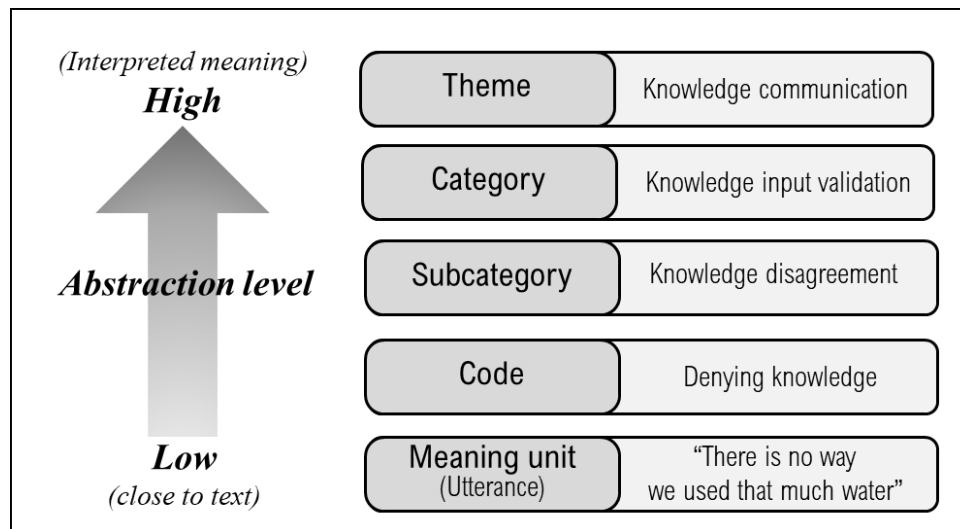 (Interpreted meaning)
High
Abstraction level
Low
(close to text)
Theme
Knowledge communication
Category
Knowledge input validation
Subcategory
Knowledge disagreement
Code
Denying knowledge
Meaning unit
(Utterance)
“There is no way
we used that much water”